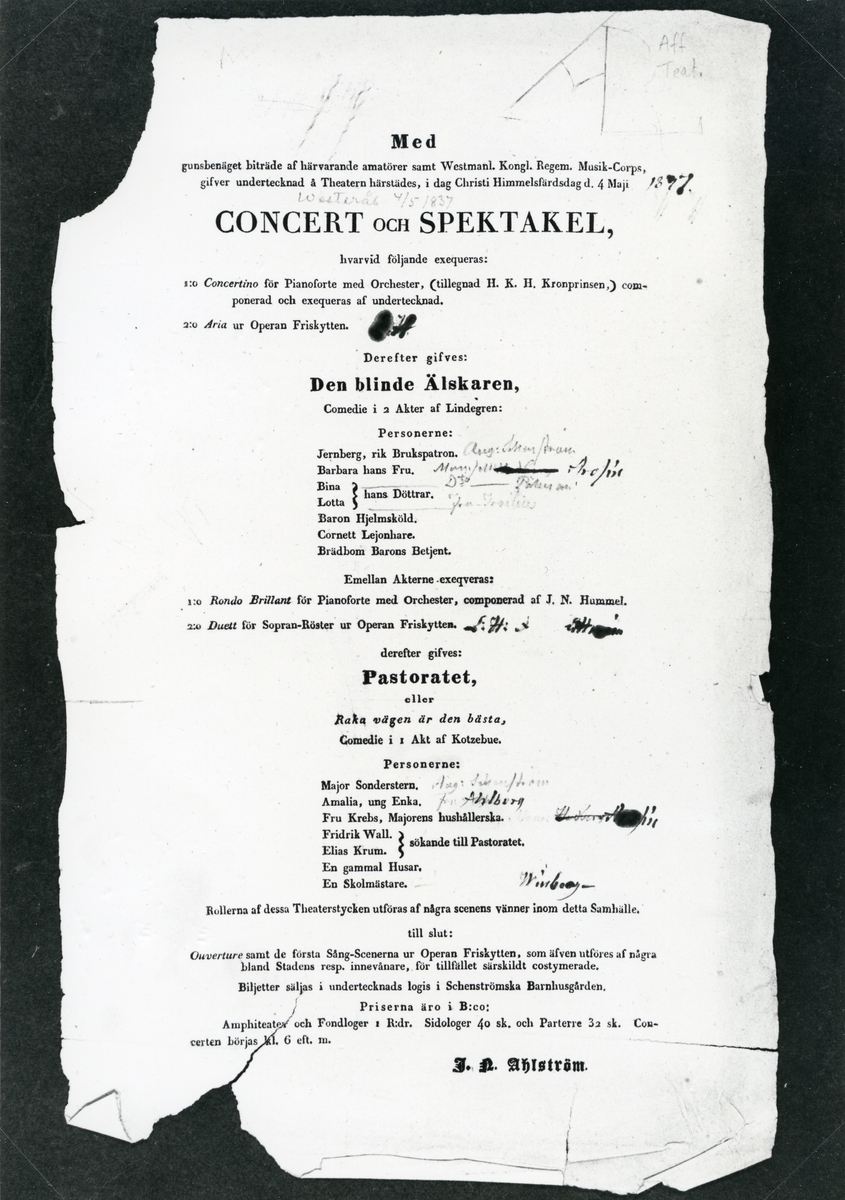 Aff
Teat.
Med
gunsbenäget biträde af härvarande amatörer samt Westmanl. Kongl. Regem. Musik-Corps,
gifver undertecknad å Theatern härstädes, i dag Christi Himmelsfärdsdag d. 4 Maji 1837.
Westerås 4/5 1837
CONCERT OCH SPEKTAKEL,
hvarvid följande exequeras:
1:o Concertino för Pianoforte med Orchester, (tillegnad H. K. H. Kronprinsen,) com-
ponerad och exequeras af undertecknad.
2:o Aria ur Operan Friskytten.
Derefter gifves:
Den blinde Älskaren,
Comedie i 2 Akter af Lindegren:
Personerne:
Jernberg, rik Brukspatron.
Barbara hans Fru.
Bina
Lotta } hans Döttrar.
Baron Hjelmsköld.
Cornett Lejonhare.
Brädbom Barons Betjent.
Emellan Akterne exeqveras:
1:o Rondo Brillant för Pianoforte med Orchester, componerad af J. N. Hummel.
2:o Duett för Sopran-Röster ur Operan Friskytten.
derefter gifves:
Pastoratet,
eller
Raka vägen är den bästa,
Comedie i 1 Akt af Kotzebue.
Personerne:
Major Sonderstern.
Amalia, ung Enka. Ahlberg
Fru Krebs, Majorens hushållerska.
Fridrik Wall.
Elias Krum. } sökande till Pastoratet.
En gammal Husar.
En Skolmästare. Winberg
Rollerna af dessa Theaterstycken utföras af några scenens vänner inom detta Samhälle.
till slut:
Ouverture samt de första Sång-Scenerna ur Operan Friskytten, som äfven utföres af några
bland Stadens resp. innevånare, för tillfället särskildt costymerade.
Biljetter säljas i undertecknads logis i Schenströmska Barnhusgården.
Priserna äro i B:co:
Amphiteater och Fondloger 1 R:dr. Sidologer 40 sk. och Parterre 32 sk. Con-
certen börjas kl. 6 eft. m.
J. N. Ahlström.